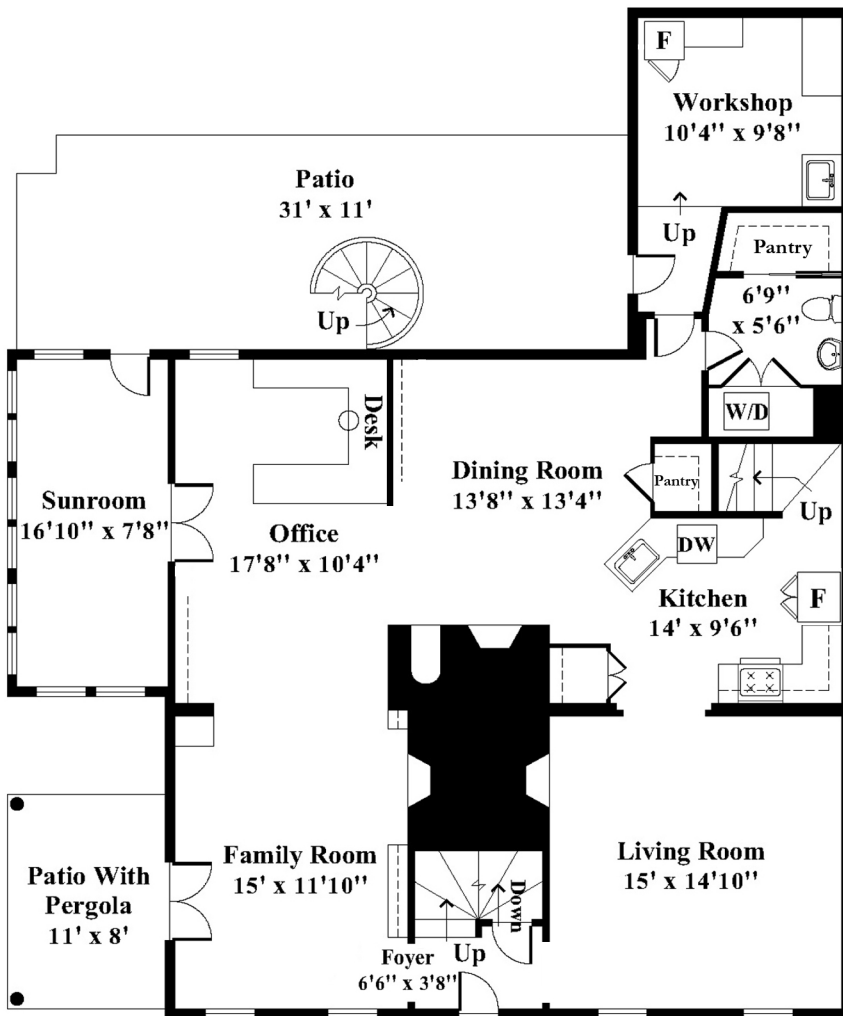 F
Workshop
10'4" x 9'8"
Patio
31' x 11'
Up
Up
Pantry
6'9"
x 5'6"
W/D
Desk
Sunroom
16'10" x 7'8"
Office
17'8" x 10'4"
Dining Room
13'8" x 13'4"
Pantry
Up
DW
Kitchen
14' x 9'6"
F
Family Room
15' x 11'10"
Living Room
15' x 14'10"
Patio With
Pergola
11' x 8'
Down
Up
Foyer
6'6" x 3'8"